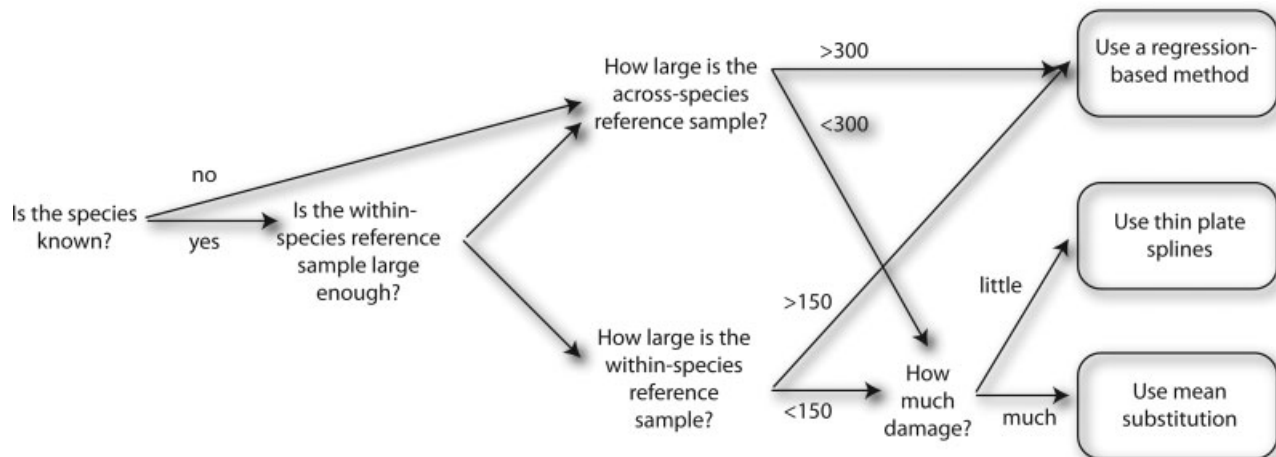 Is the species
known?
no
yes
Is the within-
species reference
sample large
enough?
How large is the
across-species
reference sample?
>300
<300
How large is the
within-species
reference
sample?
>150
<150
How
much
damage?
little
much
Use a regression-
based method
Use thin plate
splines
Use mean
substitution